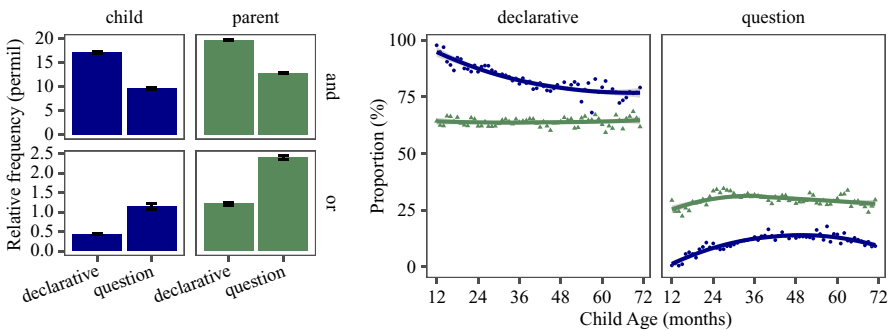 child parent
Relative frequency (permil)
20
15
10
5
0
and
2.5
2.0
1.5
1.0
0.5
0.0
or
declarative question declarative question
declarative question
Proportion (%)
100
75
50
25
0
12 24 36 48 60 72 12 24 36 48 60 72
Child Age (months)